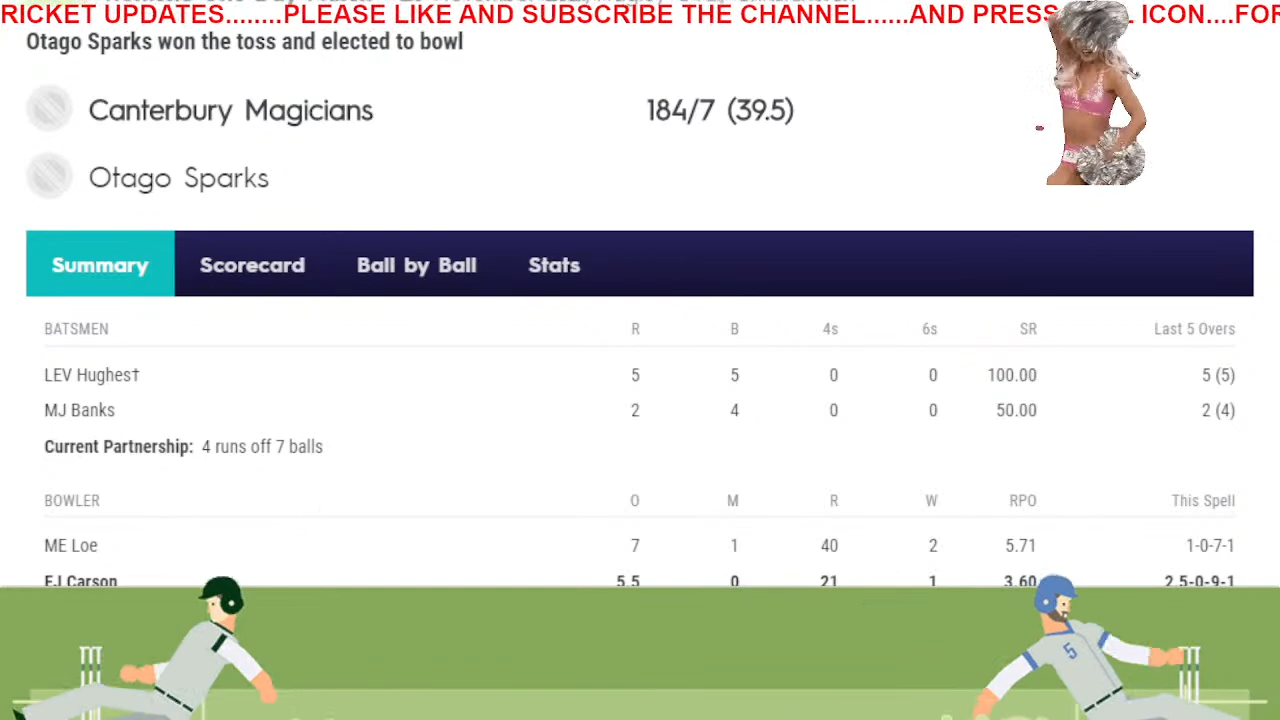 RICKET UPDATES........PLEASE LIKE AND SUBSCRIBE THE CHANNEL......AND PRESS ICON....FOR
Otago Sparks won the toss and elected to bowl
Canterbury Magicians 184/7 (39.5)
Otago Sparks
Summary Scorecard Ball by Ball Stats
BATSMEN R B 4s 6s SR Last 5 Overs
LEV Hughes† 5 5 0 0 100.00 5 (5)
MJ Banks 2 4 0 0 50.00 2 (4)
Current Partnership: 4 runs off 7 balls
BOWLER O M R W RPO This Spell
ME Loe 7 1 40 2 5.71 1-0-7-1
EJ Carson 5.5 0 21 1 3.60 2.5-0-9-1
5